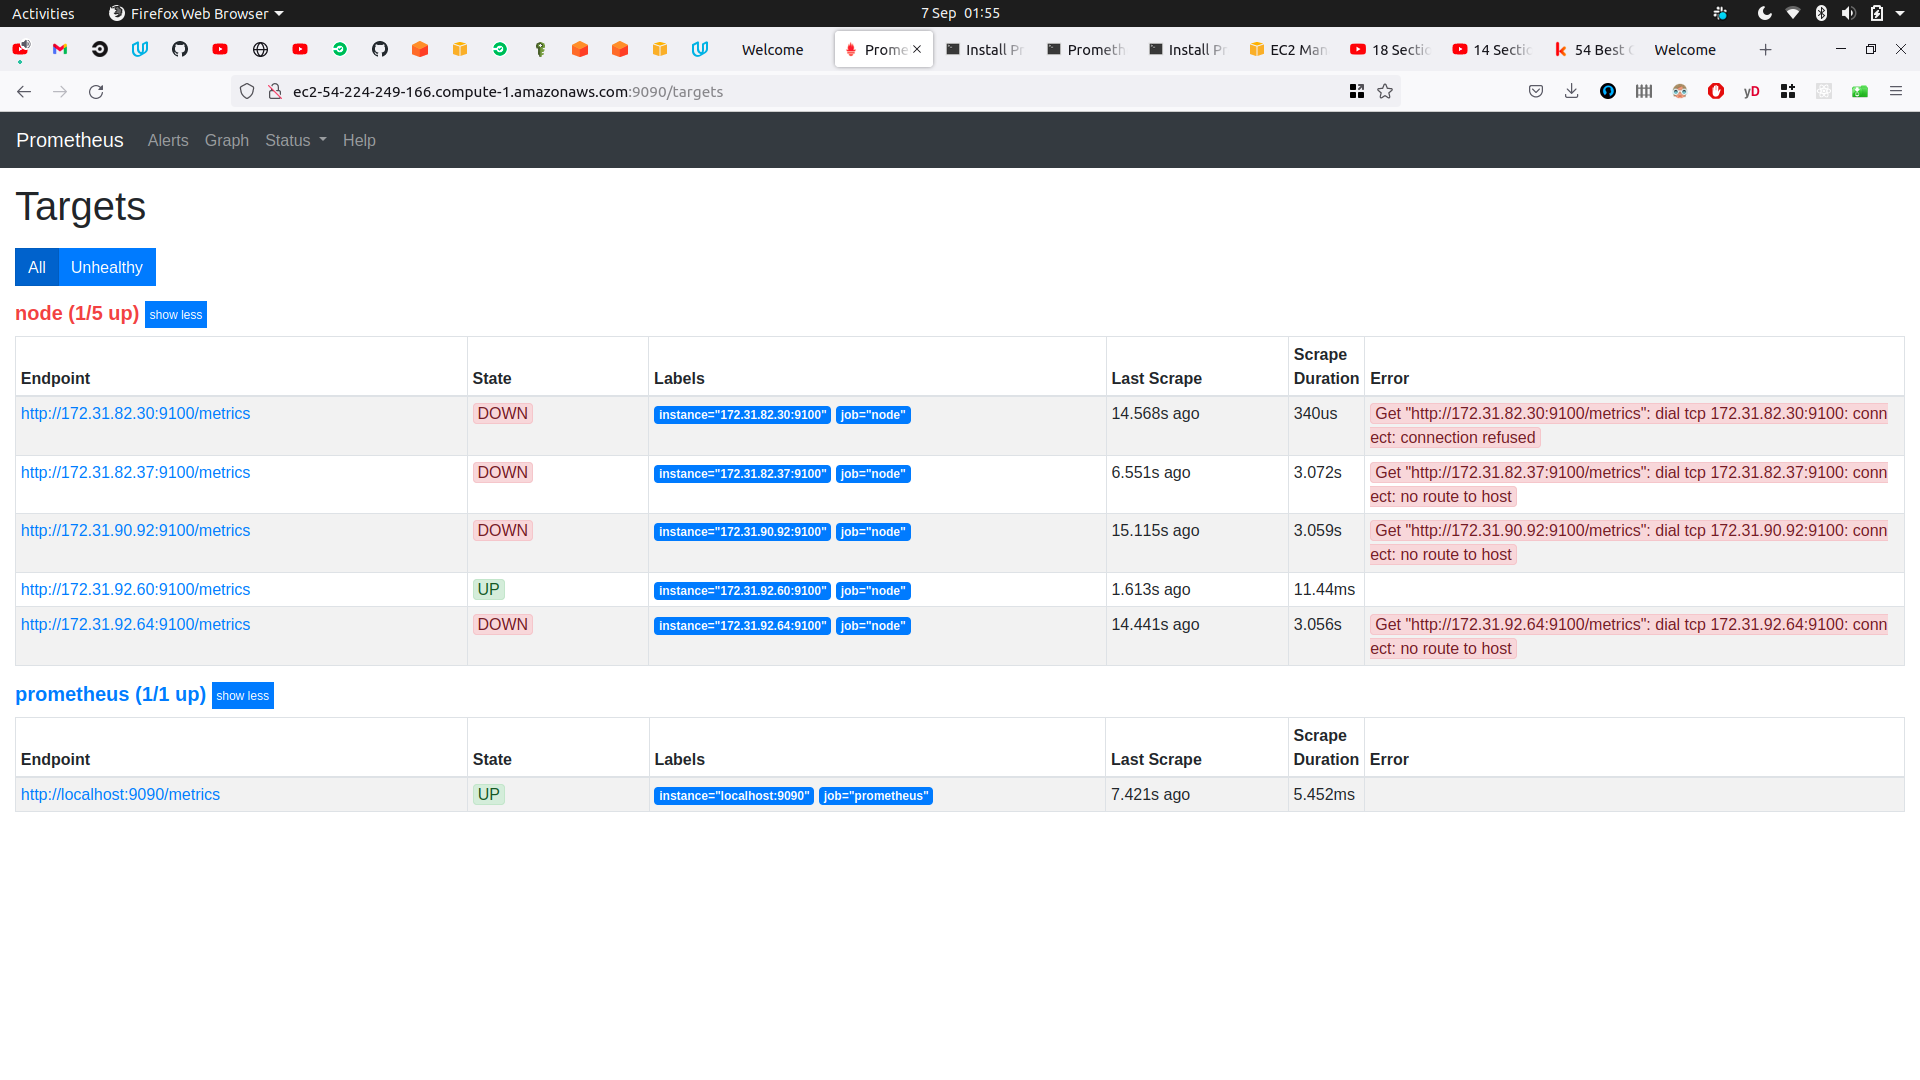 Activities
Firefox Web Browser
7 Sep 01:55
Welcome
Prome
Install Pr
Prometh
Install Pr
EC2 Man
18 Sectio
14 Sectio
54 Best
Welcome
ec2-54-224-249-166.compute-1.amazonaws.com:9090/targets
yD
Prometheus Alerts Graph Status Help
Targets
All Unhealthy
node (1/5 up) show less
Endpoint State Labels Last Scrape Scrape Duration Error
http://172.31.82.30:9100/metrics DOWN instance="172.31.82.30:9100" job="node" 14.568s ago 340us Get "http://172.31.82.30:9100/metrics": dial tcp 172.31.82.30:9100: conn
ect: connection refused
http://172.31.82.37:9100/metrics DOWN instance="172.31.82.37:9100" job="node" 6.551s ago 3.072s Get "http://172.31.82.37:9100/metrics": dial tcp 172.31.82.37:9100: conn
ect: no route to host
http://172.31.90.92:9100/metrics DOWN instance="172.31.90.92:9100" job="node" 15.115s ago 3.059s Get "http://172.31.90.92:9100/metrics": dial tcp 172.31.90.92:9100: conn
ect: no route to host
http://172.31.92.60:9100/metrics UP instance="172.31.92.60:9100" job="node" 1.613s ago 11.44ms
http://172.31.92.64:9100/metrics DOWN instance="172.31.92.64:9100" job="node" 14.441s ago 3.056s Get "http://172.31.92.64:9100/metrics": dial tcp 172.31.92.64:9100: conn
ect: no route to host
prometheus (1/1 up) show less
Endpoint State Labels Last Scrape Scrape Duration Error
http://localhost:9090/metrics UP instance="localhost:9090" job="prometheus" 7.421s ago 5.452ms